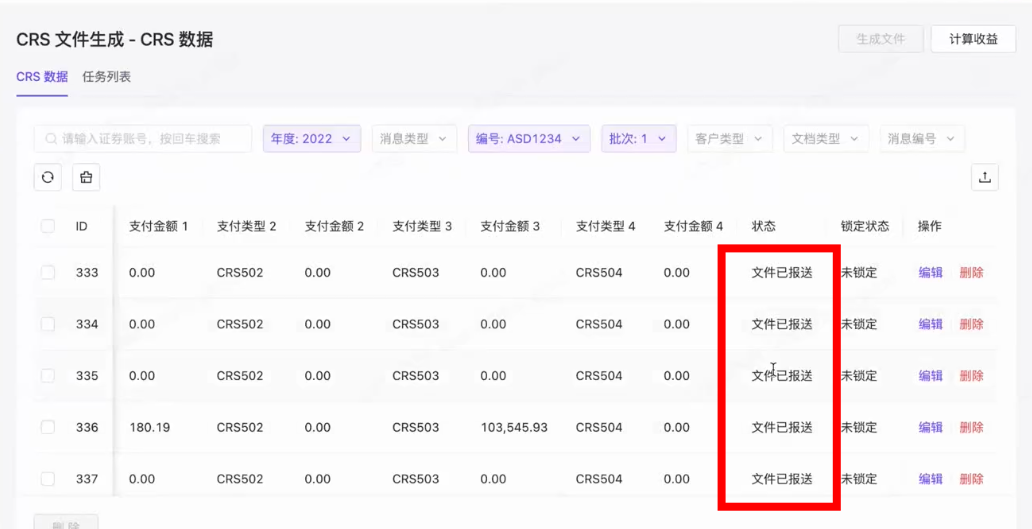 CRS 文件生成 - CRS 数据
生成文件 计算收益
CRS 数据 任务列表
请输入证券账号，按回车搜索 年度: 2022 消息类型 编号: ASD1234 批次: 1 客户类型 文档类型 消息编号
ID 支付金额 1 支付类型 2 支付金额 2 支付类型 3 支付金额 3 支付类型 4 支付金额 4 状态 锁定状态 操作
333 0.00 CRS502 0.00 CRS503 0.00 CRS504 0.00 文件已报送 未锁定 编辑 删除
334 0.00 CRS502 0.00 CRS503 0.00 CRS504 0.00 文件已报送 未锁定 编辑 删除
335 0.00 CRS502 0.00 CRS503 0.00 CRS504 0.00 文件已报送 未锁定 编辑 删除
336 180.19 CRS502 0.00 CRS503 103,545.93 CRS504 0.00 文件已报送 未锁定 编辑 删除
337 0.00 CRS502 0.00 CRS503 0.00 CRS504 0.00 文件已报送 未锁定 编辑 删除
删 除